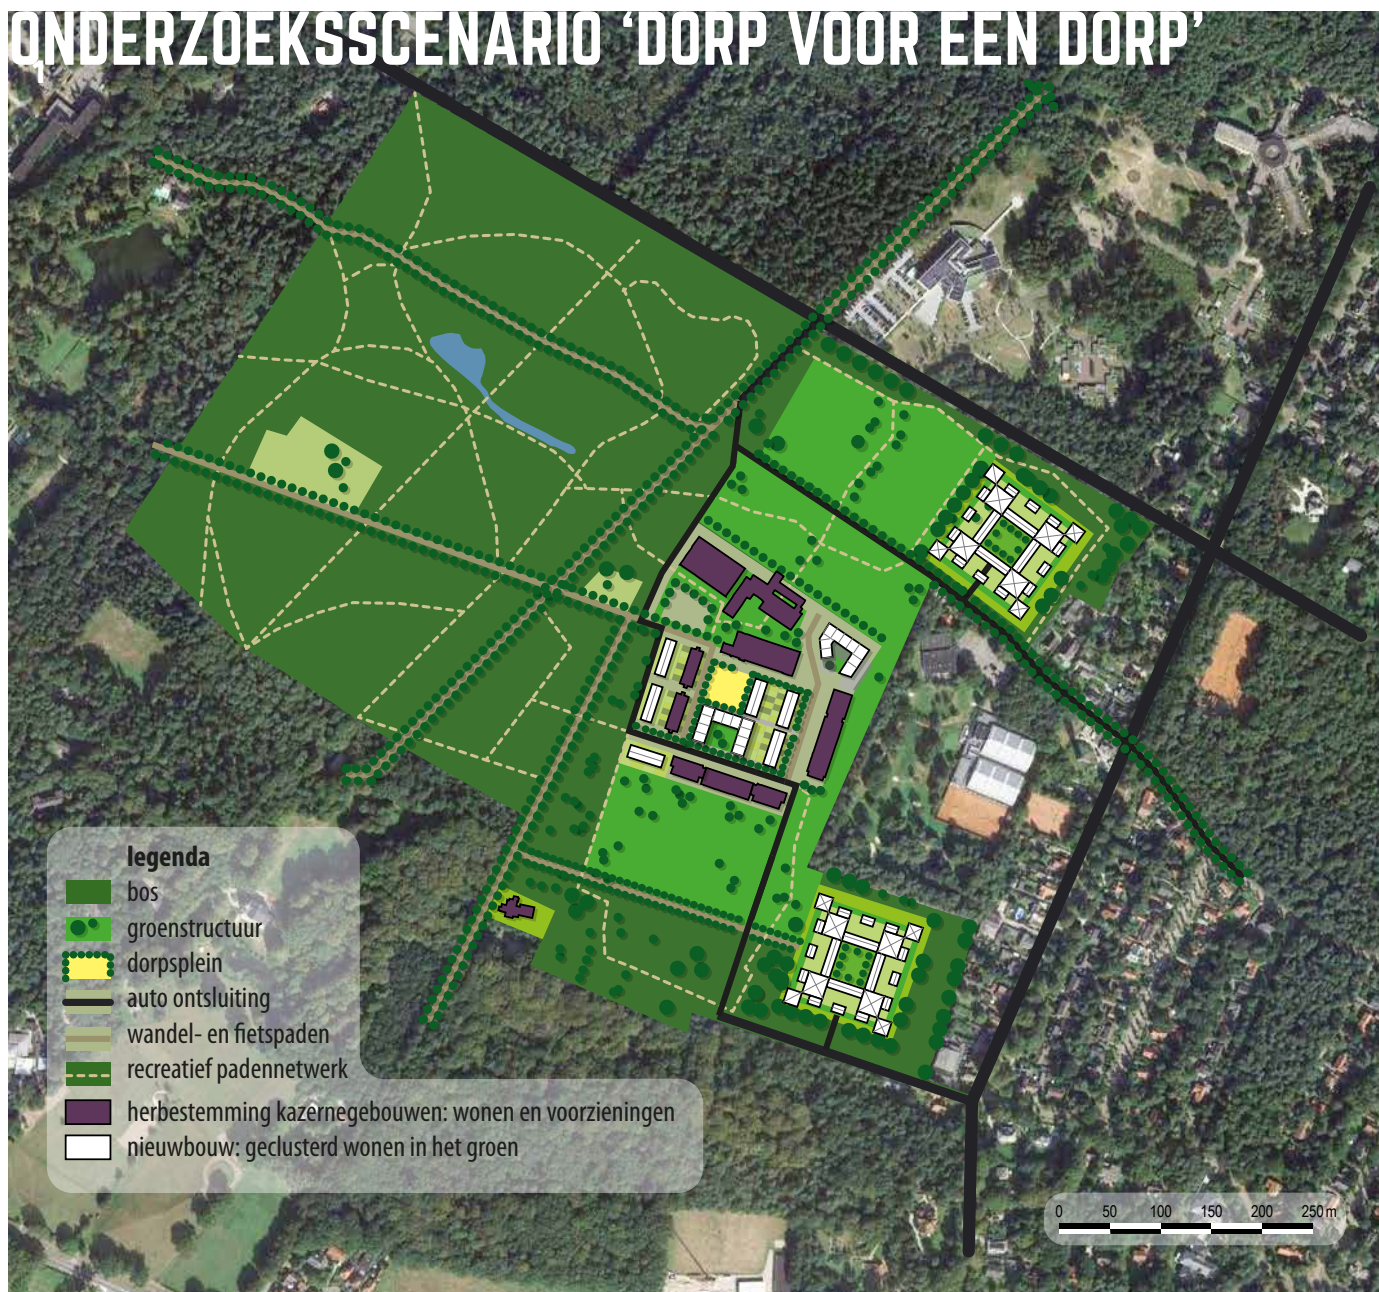 ONDERZOEKSSCENARIO ‘DORP VOOR EEN DORP’
1
legenda
bos
groenstructuur
dorpsplein
auto ontsluiting
wandel- en fietspaden
recreatief padennetwerk
herbestemming kazernegebouwen: wonen en voorzieningen
nieuwbouw: geclusterd wonen in het groen
0 50 100 150 200 250 m